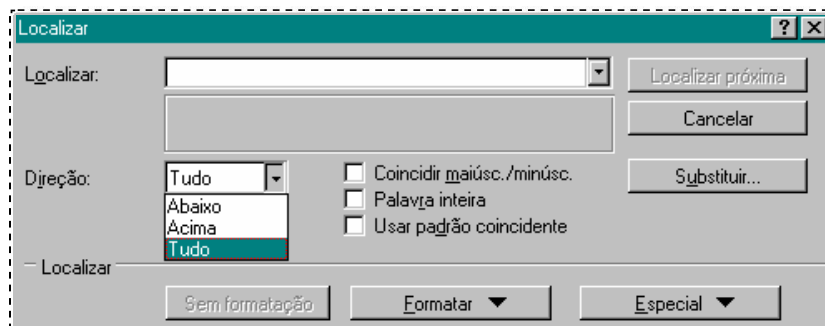 Localizar
Localizar:
Localizar próxima
Cancelar
Direção:
Tudo
Coincidir maiúsc./minúsc.
Substituir...
Abaixo
Palavra inteira
Acima
Usar padrão coincidente
Tudo
Localizar
Sem formatação
Formatar
Especial